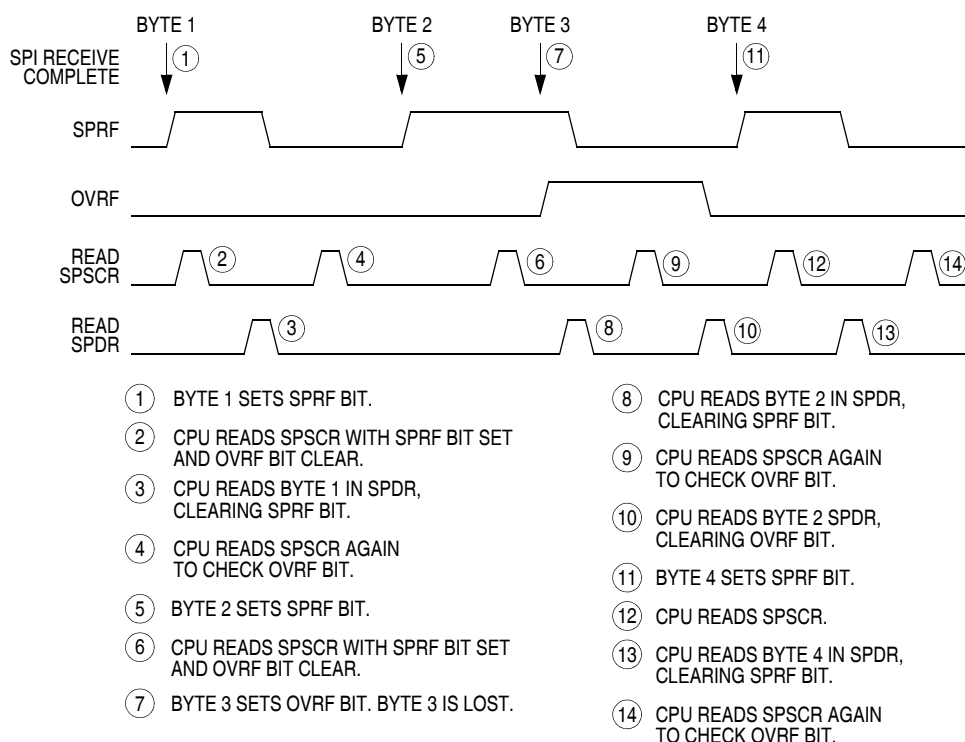 BYTE 1
BYTE 2
BYTE 3
BYTE 4
SPI RECEIVE
COMPLETE
1
5
7
11
SPRF
OVRF
READ
SPSCR
2
4
6
9
12
14
READ
SPDR
3
8
10
13
1 BYTE 1 SETS SPRF BIT.
2 CPU READS SPSCR WITH SPRF BIT SET
AND OVRF BIT CLEAR.
3 CPU READS BYTE 1 IN SPDR,
CLEARING SPRF BIT.
4 CPU READS SPSCR AGAIN
TO CHECK OVRF BIT.
5 BYTE 2 SETS SPRF BIT.
6 CPU READS SPSCR WITH SPRF BIT SET
AND OVRF BIT CLEAR.
7 BYTE 3 SETS OVRF BIT. BYTE 3 IS LOST.
8 CPU READS BYTE 2 IN SPDR,
CLEARING SPRF BIT.
9 CPU READS SPSCR AGAIN
TO CHECK OVRF BIT.
10 CPU READS BYTE 2 SPDR,
CLEARING OVRF BIT.
11 BYTE 4 SETS SPRF BIT.
12 CPU READS SPSCR.
13 CPU READS BYTE 4 IN SPDR,
CLEARING SPRF BIT.
14 CPU READS SPSCR AGAIN
TO CHECK OVRF BIT.